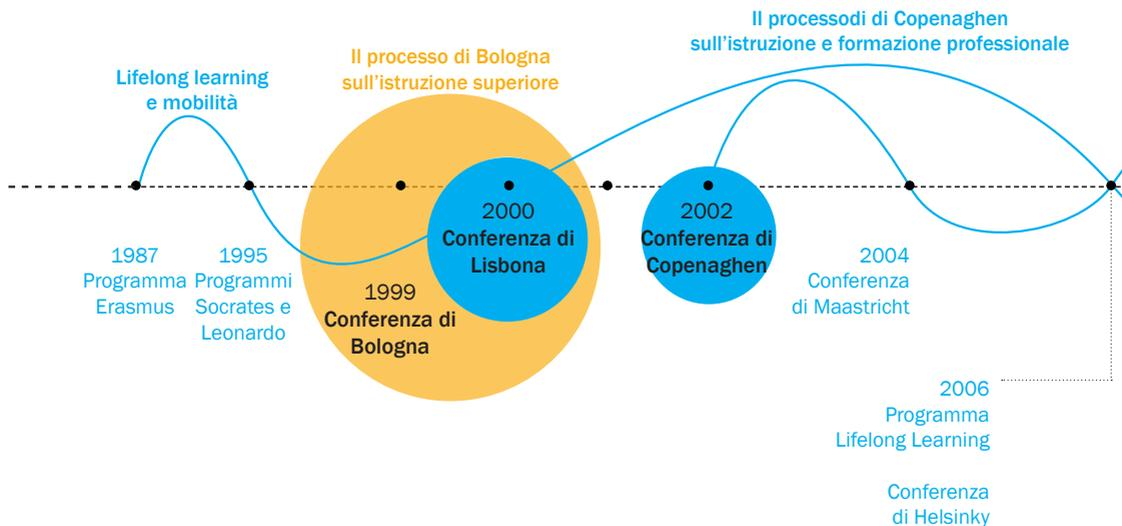 Il processodi di Copenaghen
sull'istruzione e formazione professionale
Il processo di Bologna
sull'istruzione superiore
Lifelong learning
e mobilità
1987
Programma
Erasmus
1995
Programmi
Socrates e
Leonardo
1999
Conferenza di
Bologna
2000
Conferenza di
Lisbona
2002
Conferenza di
Copenaghen
2004
Conferenza
di Maastricht
2006
Programma
Lifelong Learning
Conferenza
di Helsinky